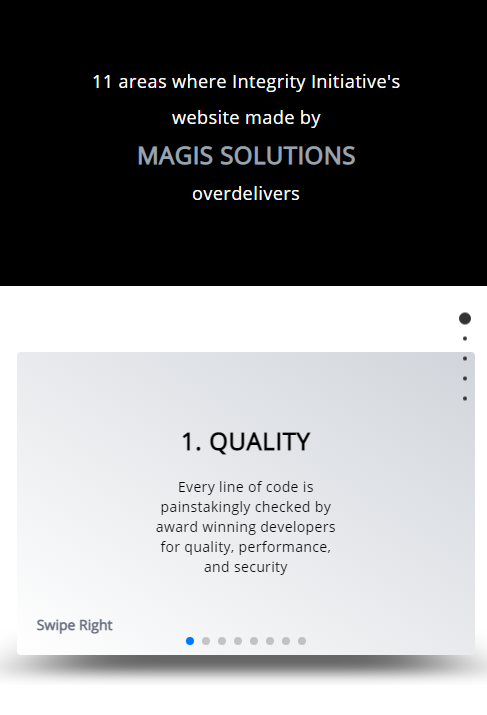 11 areas where Integrity Initiative's
website made by
MAGIS SOLUTIONS
overdelivers
1. QUALITY
Every line of code is
painstakingly checked by
award winning developers
for quality, performance,
and security
Swipe Right